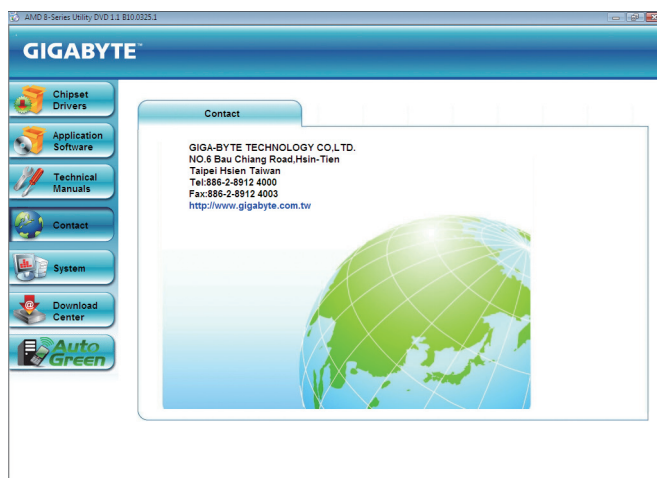 AMD 8-Series Utility DVD 1.1 B10.0325.1
GIGABYTE™
Chipset
Drivers
Application
Software
Technical
Manuals
Contact
System
Download
Center
Auto
Green
Contact
GIGA-BYTE TECHNOLOGY CO,LTD.
NO.6 Bau Chiang Road,Hsin-Tien
Taipei Hsien Taiwan
Tel:886-2-8912 4000
Fax:886-2-8912 4003
http://www.gigabyte.com.tw